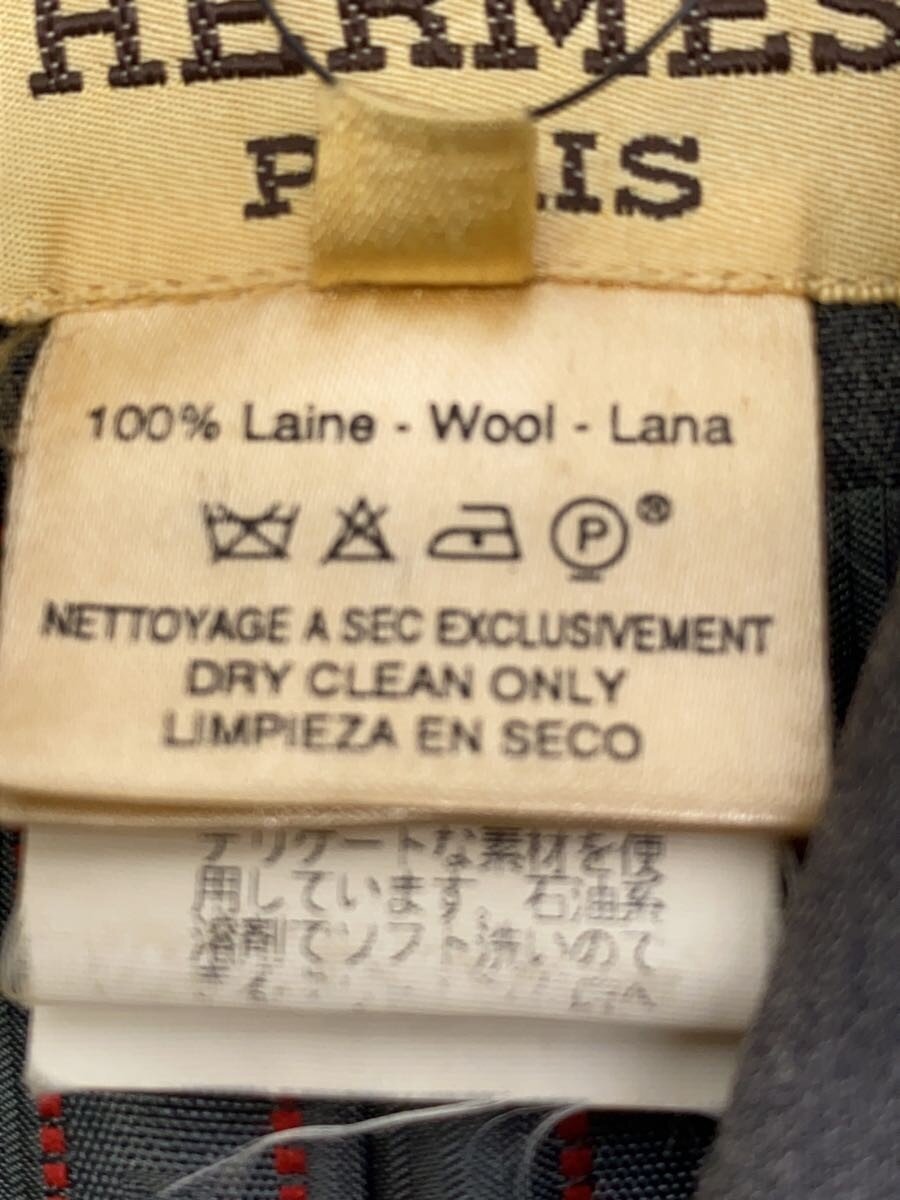 HERMES
P IS
100% Laine - Wool - Lana
P ®
NETTOYAGE A SEC EXCLUSIVEMENT
DRY CLEAN ONLY
LIMPIEZA EN SECO
デリケートな素材を使
用しています。石油系
溶剤でソフト洗いので